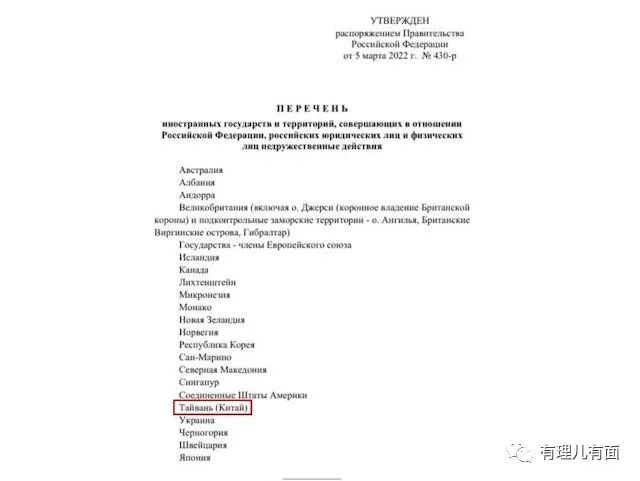 УТВЕРЖДЕН
распоряжением Правительства
Российской Федерации
от 5 марта 2022 г. № 430-р
ПЕРЕЧЕНЬ
иностранных государств и территорий, совершающих в отношении
Российской Федерации, российских юридических лиц и физических
лиц недружественные действия
Австралия
Албания
Андорра
Великобритания (включая о. Джерси (коронное владение Британской
короны) и подконтрольные заморские территории - о. Ангилья, Британские
Виргинские острова, Гибралтар)
Государства - члены Европейского союза
Исландия
Канада
Лихтенштейн
Микронезия
Монако
Новая Зеландия
Норвегия
Республика Корея
Сан-Марино
Северная Македония
Сингапур
Соединенные Штаты Америки
Тайвань (Китай)
Украина
Черногория
Швейцария
Япония
有理儿有面